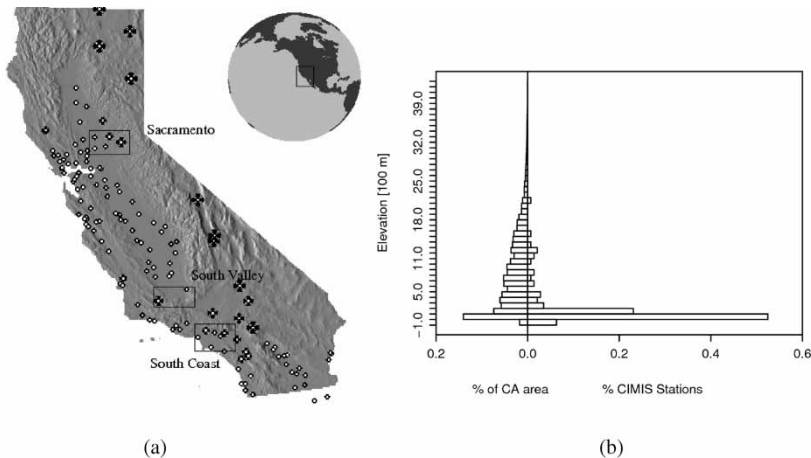 Sacramento
South Valley
South Coast
Elevation [100 m]
39.0
32.0
25.0
18.0
11.0
5.0
−1.0
0.2
0.0
0.2
0.4
0.6
% of CA area
% CIMIS Stations
(a)
(b)